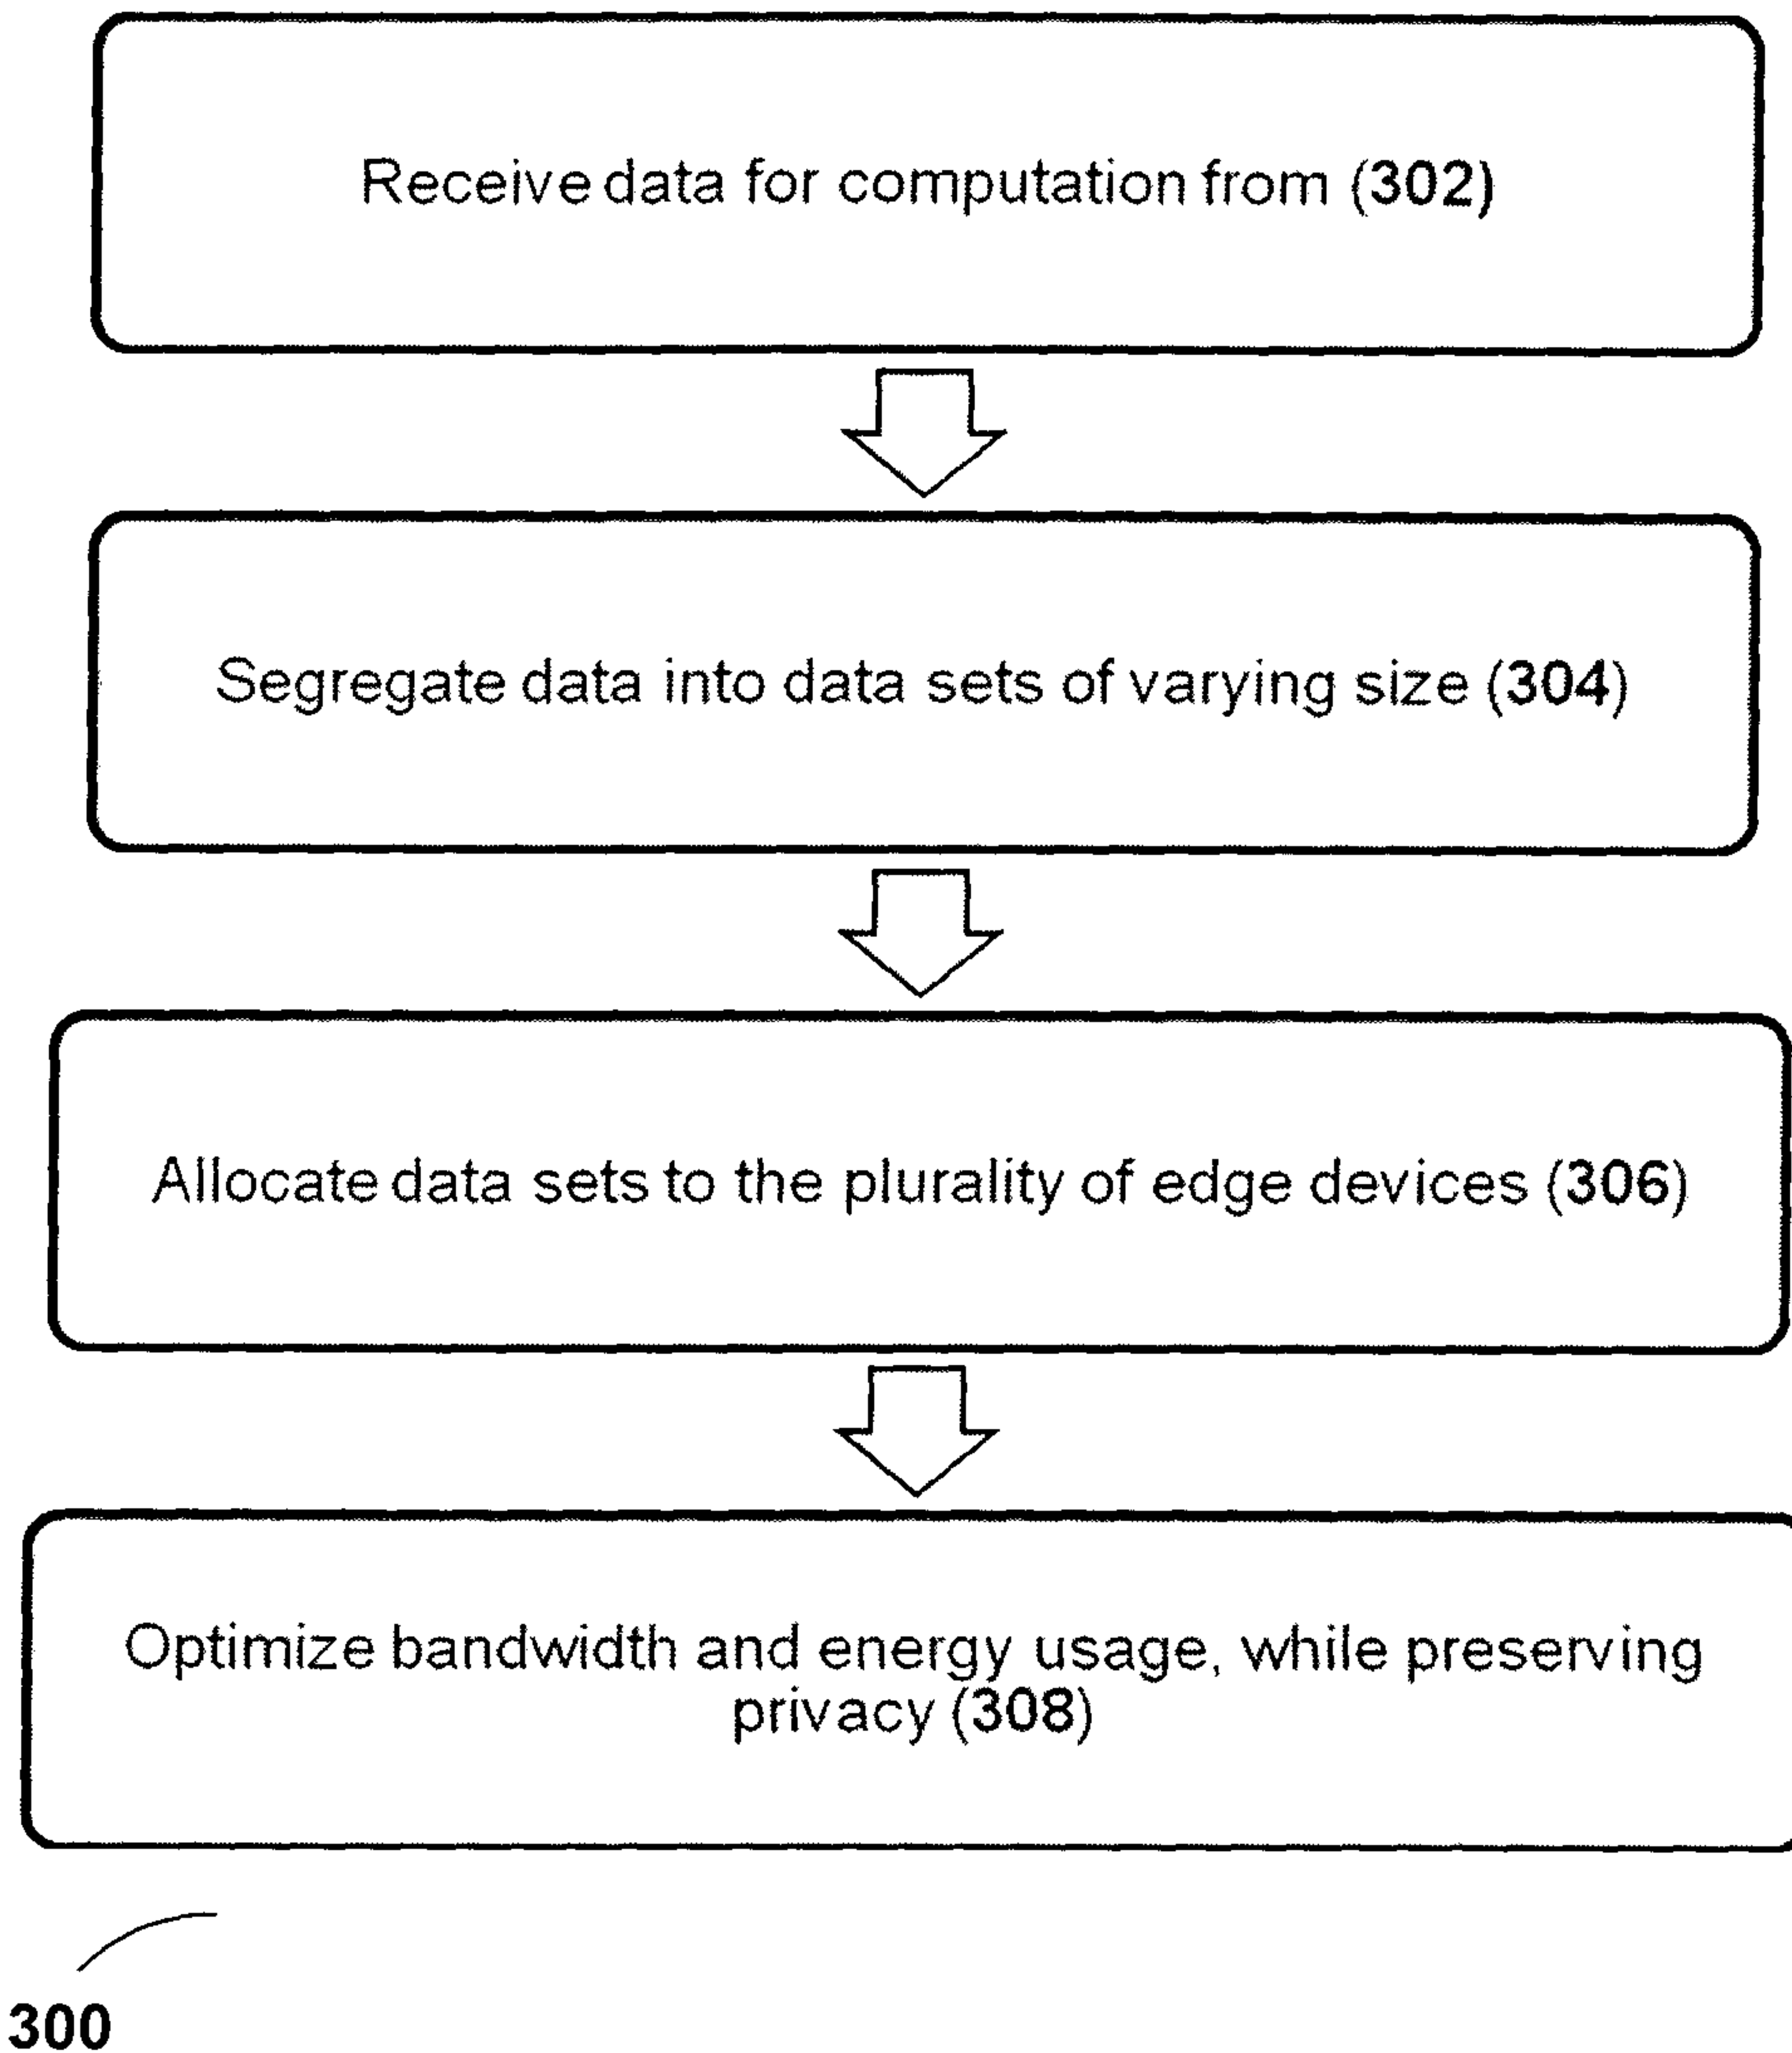 Receive data for computation from (302)
Segregate data into data sets of varying size (304)
Allocate data sets to the plurality of edge devices (306)
Optimize bandwidth and energy usage, while preserving
privacy (308)
300